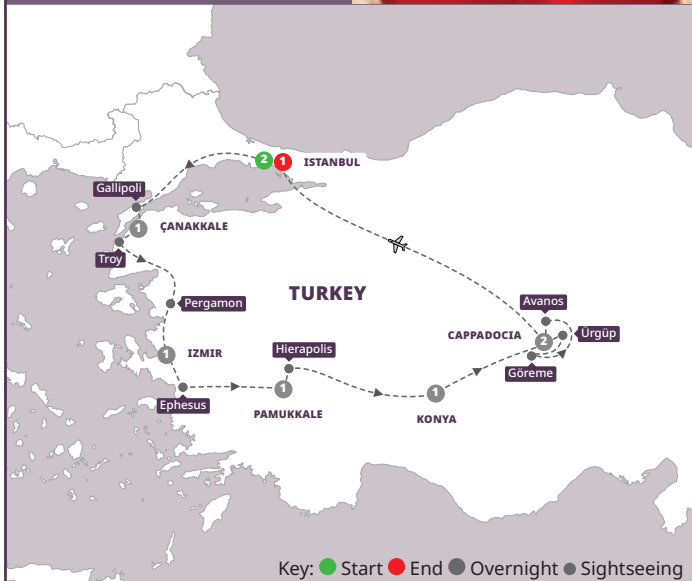 2
1
ISTANBUL
Gallipoli
1
ÇANAKKALE
Troy
TURKEY
Pergamon
Avanos
CAPPADOCIA
2
Ürgüp
1
IZMIR
Hierapolis
Göreme
Ephesus
1
PAMUKKALE
1
KONYA
Key: Start End Overnight Sightseeing